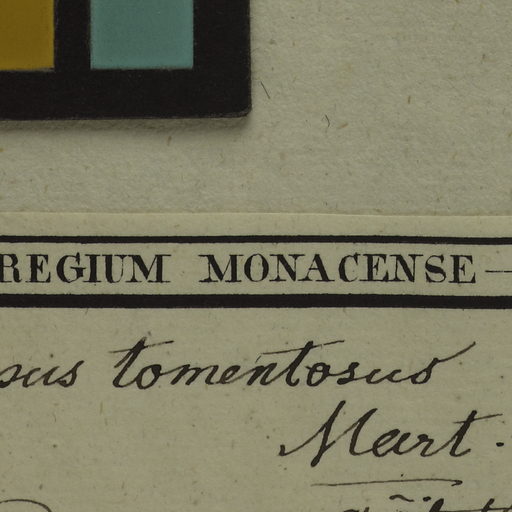 REGIUM MONACENSE—
sus tomentosus
Mart.